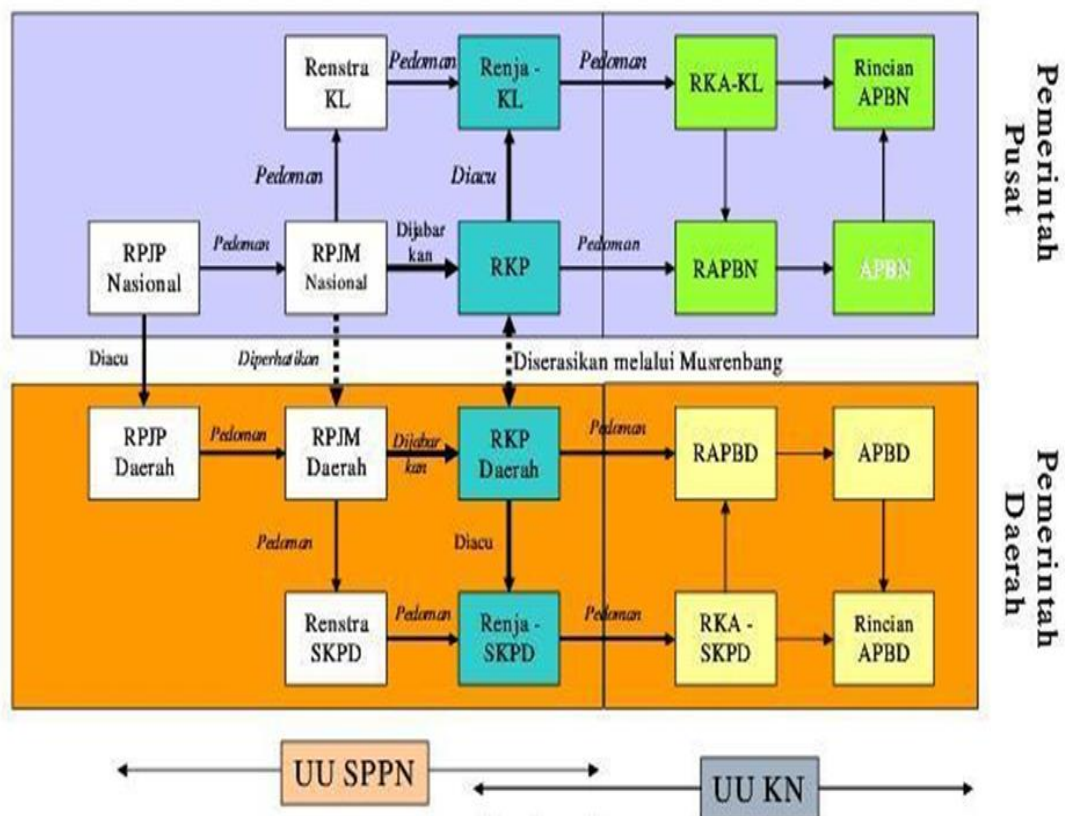 Renstra
KL
Pedoman
Renja -
KL
Pedoman
RKA-KL
Rincian
APBN
Pedoman
Diacu
RPJP
Nasional
Pedoman
RPJM
Nasional
Dijabar
kan
RKP
Pedoman
RAPBN
APBN
Pemerintah
Pusat
Diacu
Diperhatikan
Diserasikan melalui Musrenbang
RPJP
Daerah
Pedoman
RPJM
Daerah
Dijabar
kan
RKP
Daerah
Pedoman
RAPBD
APBD
Pedoman
Diacu
Renstra
SKPD
Pedoman
Renja -
SKPD
Pedoman
RKA -
SKPD
Rincian
APBD
Pemerintah
Daerah
UU SPPN
UU KN